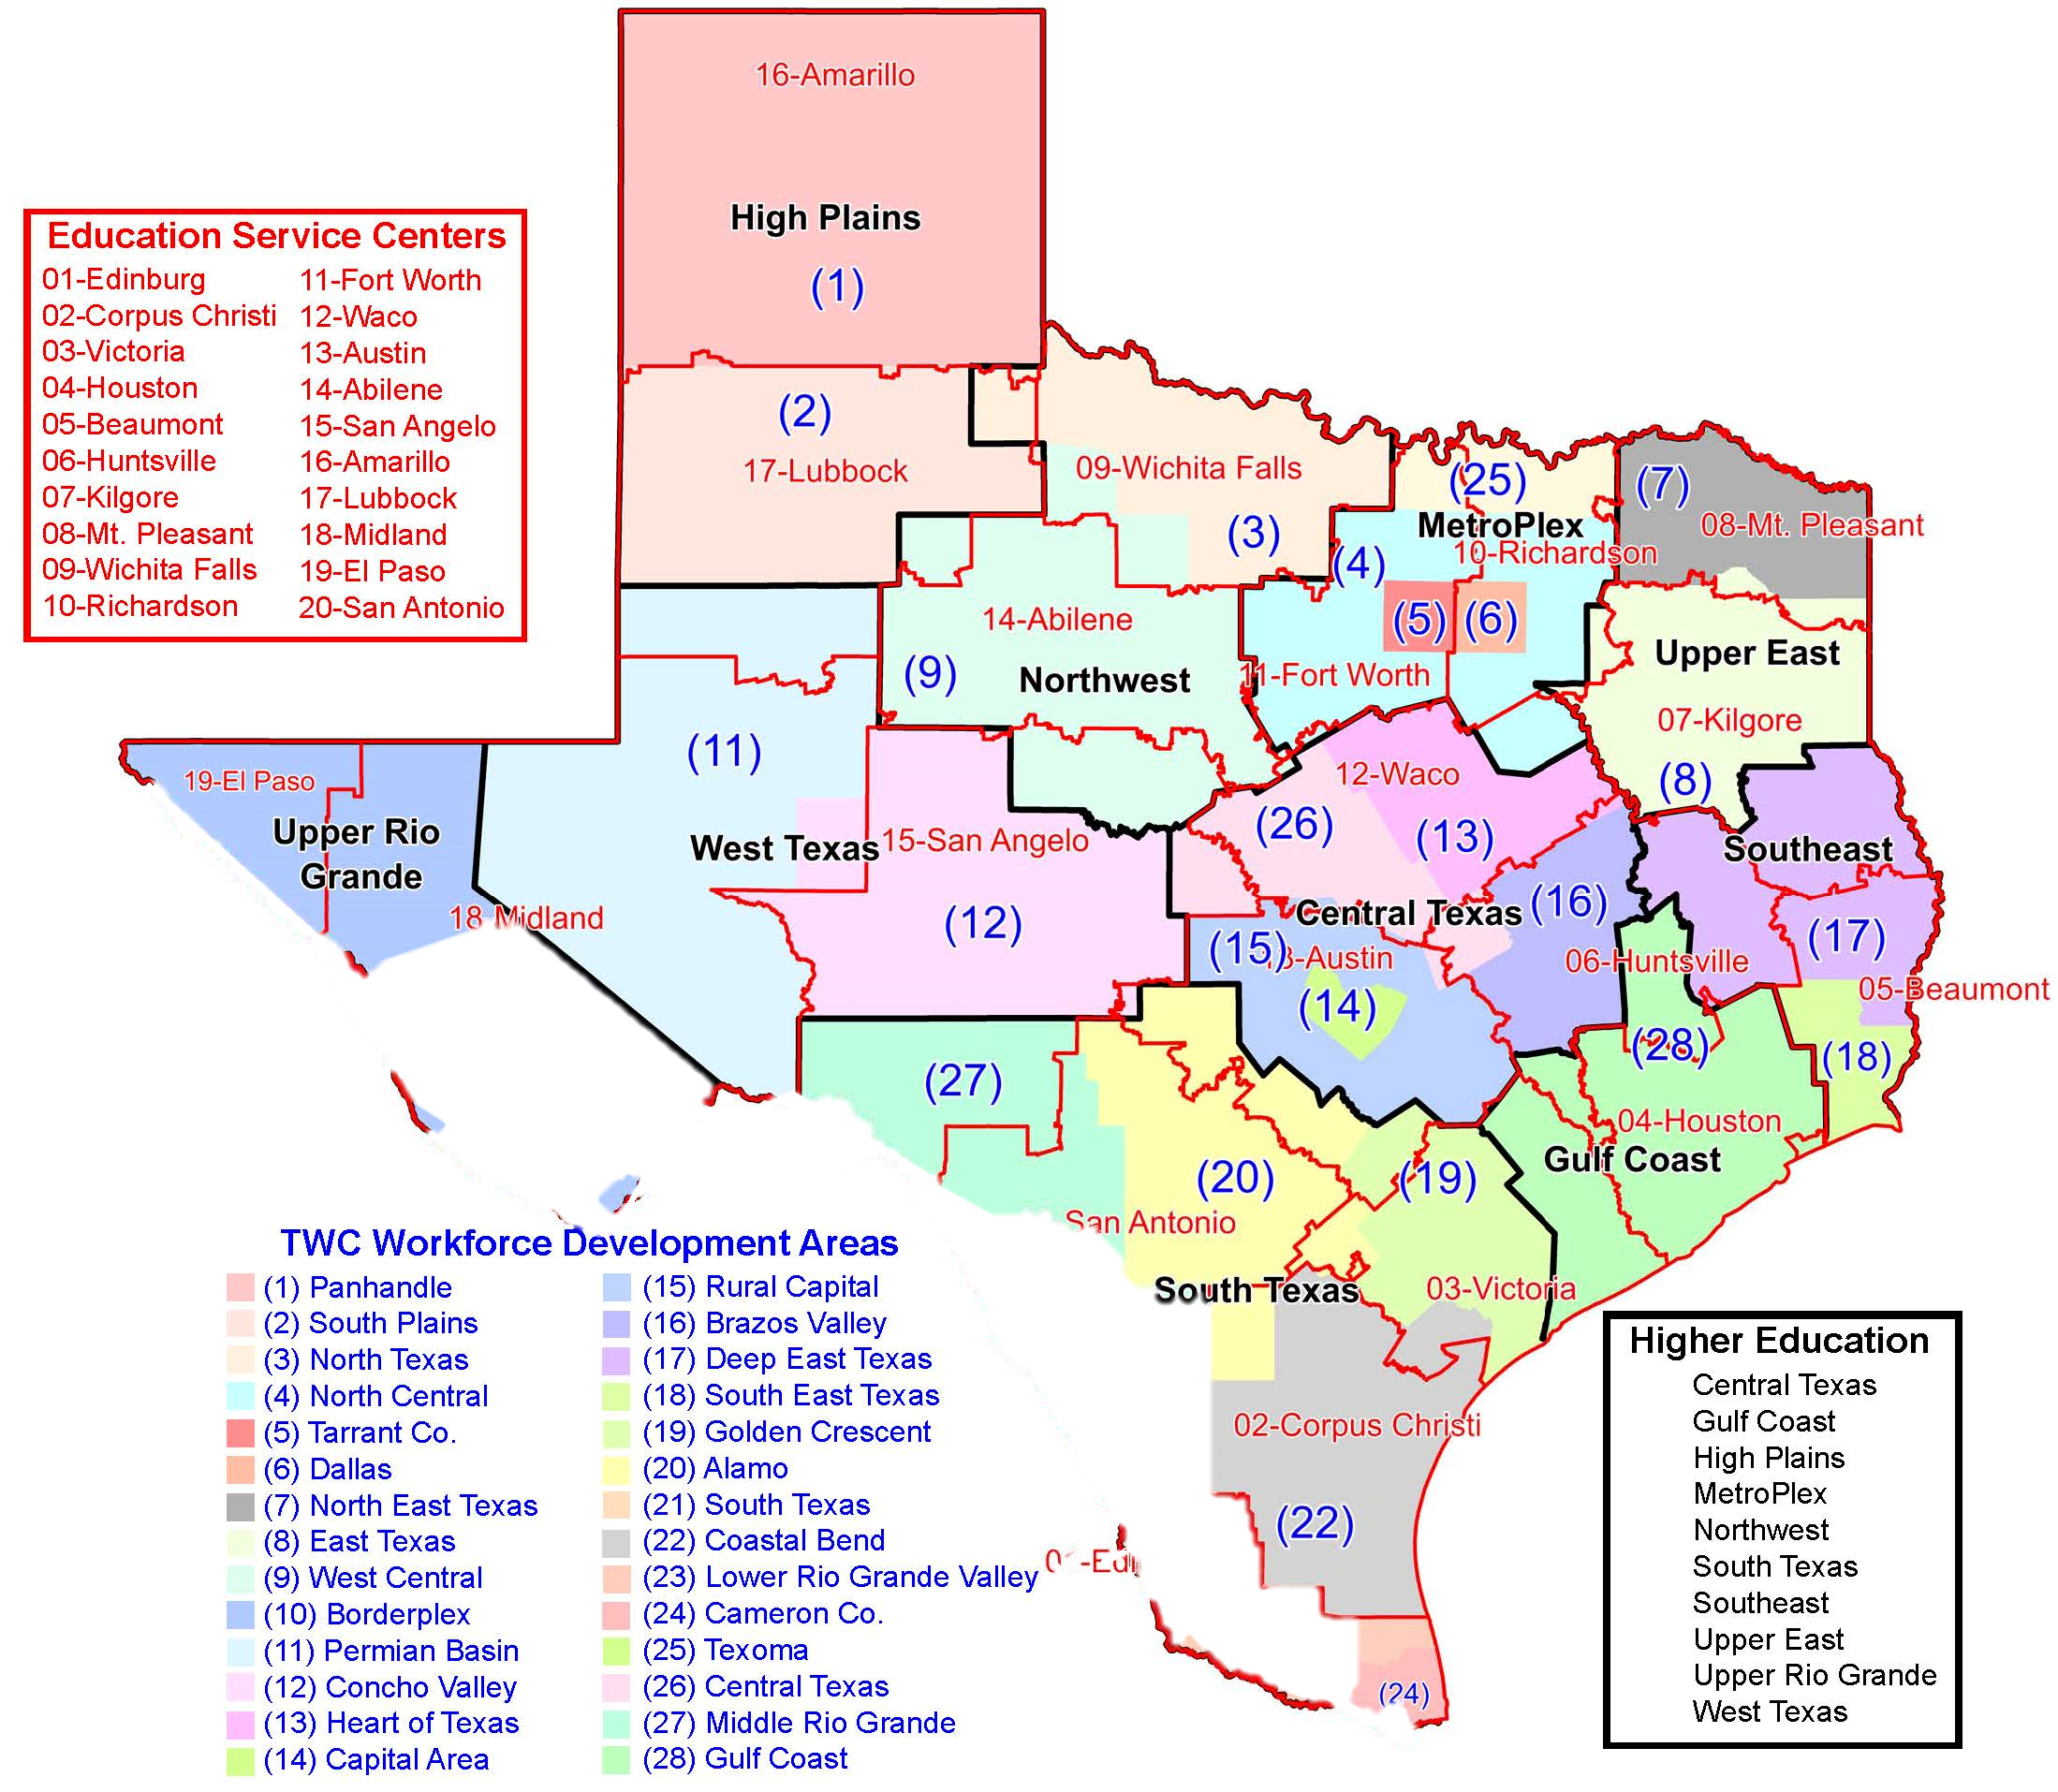 16-Amarillo
High Plains
(1)
Education Service Centers
01-Edinburg
02-Corpus Christi
03-Victoria
04-Houston
05-Beaumont
06-Huntsville
07-Kilgore
08-Mt. Pleasant
09-Wichita Falls
10-Richardson
11-Fort Worth
12-Waco
13-Austin
14-Abilene
15-San Angelo
16-Amarillo
17-Lubbock
18-Midland
19-El Paso
20-San Antonio
(2)
17-Lubbock
09-Wichita Falls
(3)
(25)
MetroPlex
10-Richardson
(4)
(7)
08-Mt. Pleasant
14-Abilene
(9)
Northwest
(5)
(6)
11-Fort Worth
Upper East
07-Kilgore
(8)
19-El Paso
Upper Rio
Grande
18-Midland
(11)
West Texas
15-San Angelo
(12)
12-Waco
(26)
(13)
Central Texas
(16)
Southeast
(17)
(15)
13-Austin
(14)
06-Huntsville
05-Beaumont
(28)
(18)
04-Houston
Gulf Coast
(27)
(20)
(19)
San Antonio
South Texas
03-Victoria
02-Corpus Christi
(22)
(24)
TWC Workforce Development Areas
(1) Panhandle
(2) South Plains
(3) North Texas
(4) North Central
(5) Tarrant Co.
(6) Dallas
(7) North East Texas
(8) East Texas
(9) West Central
(10) Borderplex
(11) Permian Basin
(12) Concho Valley
(13) Heart of Texas
(14) Capital Area
(15) Rural Capital
(16) Brazos Valley
(17) Deep East Texas
(18) South East Texas
(19) Golden Crescent
(20) Alamo
(21) South Texas
(22) Coastal Bend
(23) Lower Rio Grande Valley
(24) Cameron Co.
(25) Texoma
(26) Central Texas
(27) Middle Rio Grande
(28) Gulf Coast
Higher Education
Central Texas
Gulf Coast
High Plains
MetroPlex
Northwest
South Texas
Southeast
Upper East
Upper Rio Grande
West Texas